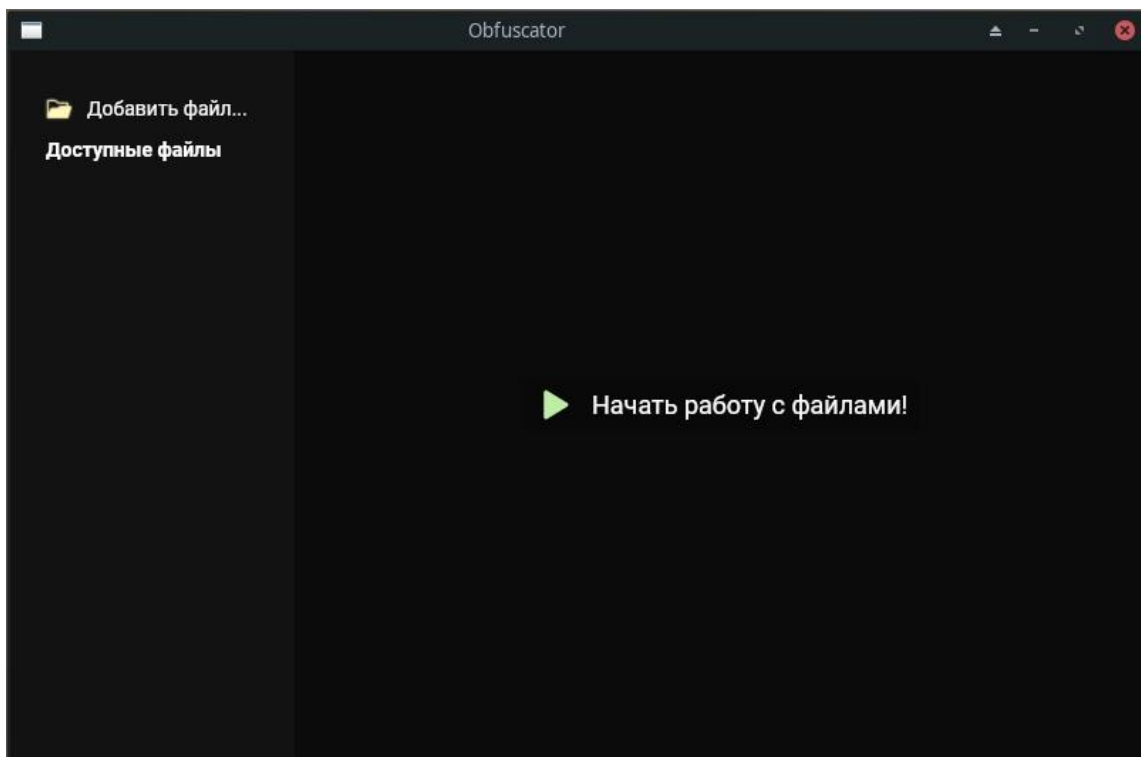 Obfuscator
Добавить файл...
Доступные файлы
Начать работу с файлами!